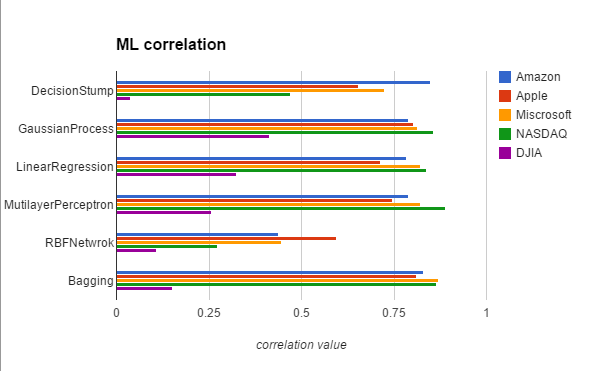 ML correlation
Amazon
Apple
Miscrosoft
NASDAQ
DJIA
DecisionStump
GaussianProcess
LinearRegression
MutilayerPerceptron
RBFNetwrok
Bagging
0 0.25 0.5 0.75 1
correlation value